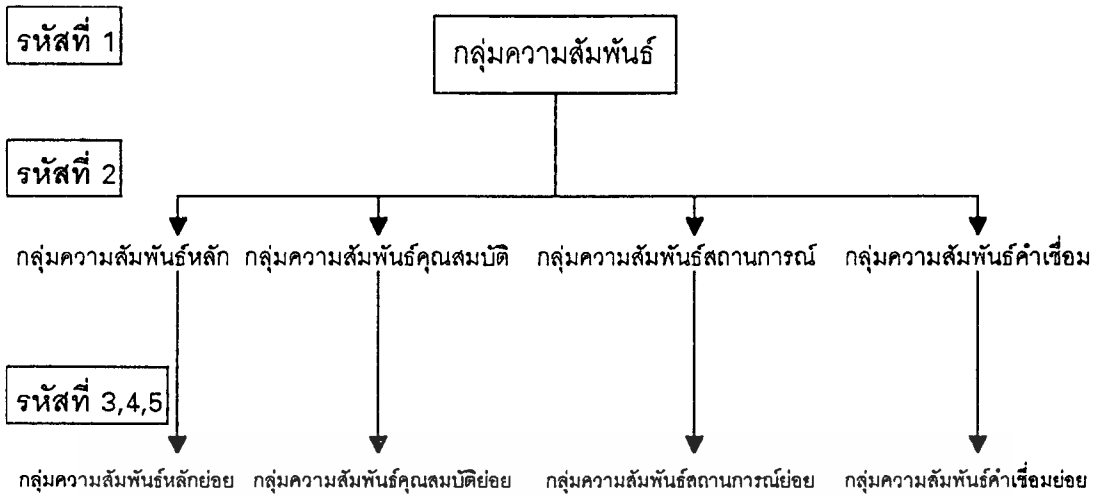 รหัสที่ 1
กลุ่มความสัมพันธ์
รหัสที่ 2
กลุ่มความสัมพันธ์หลัก กลุ่มความสัมพันธ์คุณสมบัติ กลุ่มความสัมพันธ์สถานการณ์ กลุ่มความสัมพันธ์คำเชื่อม
รหัสที่ 3,4,5
กลุ่มความสัมพันธ์หลักย่อย กลุ่มความสัมพันธ์คุณสมบัติย่อย กลุ่มความสัมพันธ์สถานการณ์ย่อย กลุ่มความสัมพันธ์คำเชื่อมย่อย